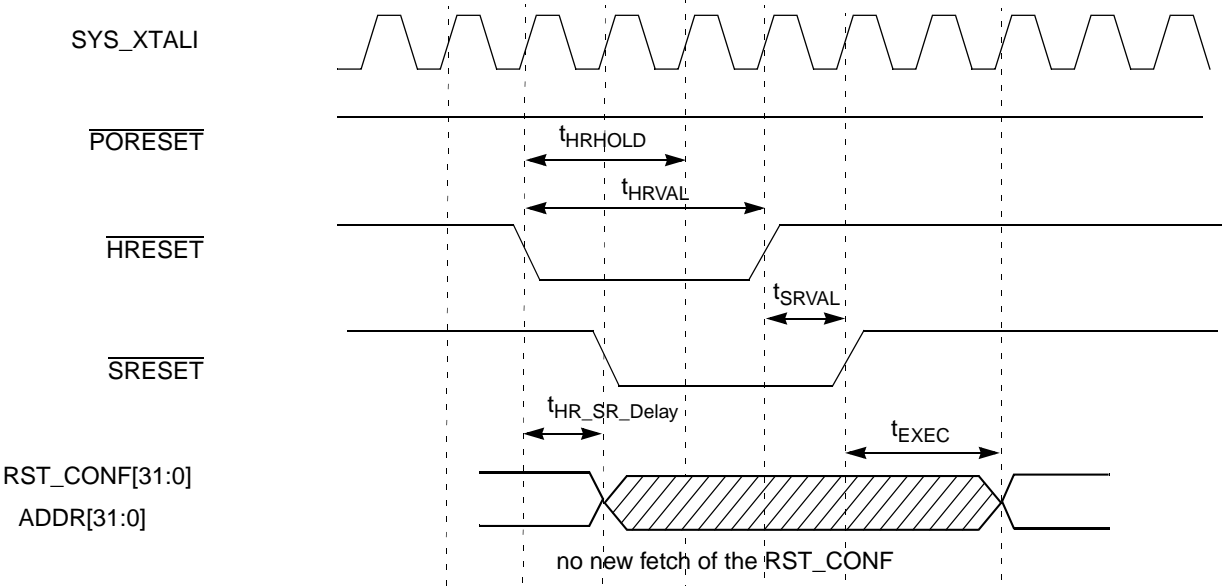 SYS_XTALI
PORESET
tHRHOLD
tHRVAL
HRESET
tSRVAL
SRESET
tHR_SR_Delay
tEXEC
RST_CONF[31:0]
ADDR[31:0]
no new fetch of the RST_CONF